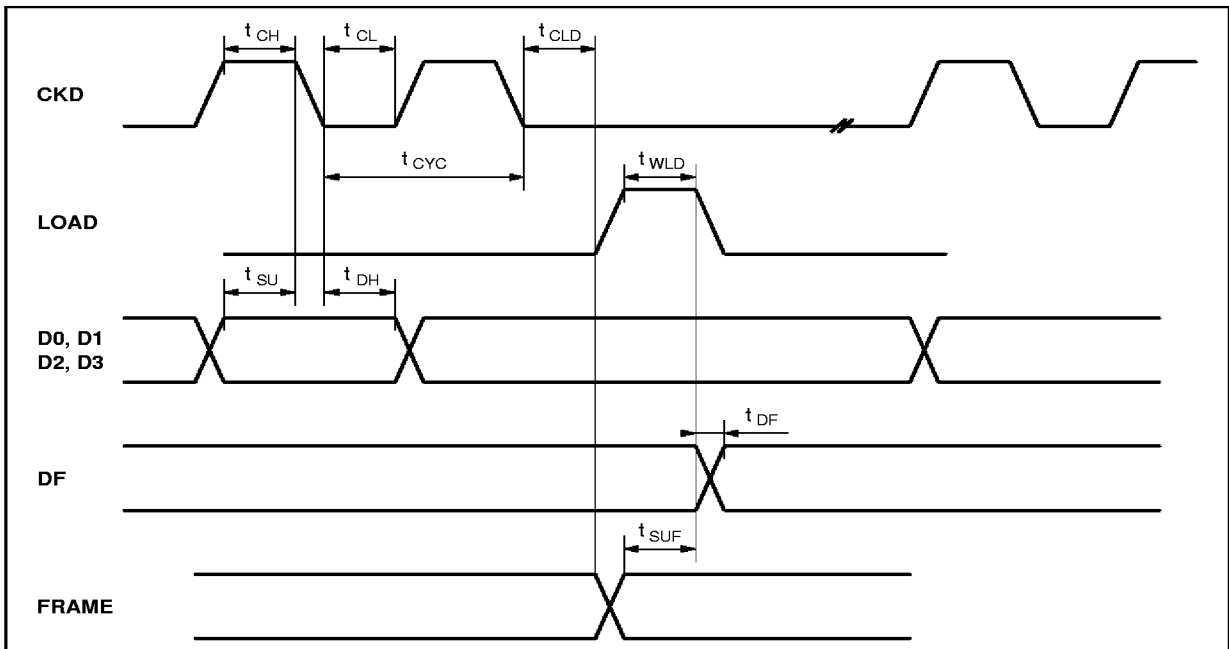 t CH
t CL
t CLD
CKD
t CYC
t WLD
LOAD
t SU
t DH
D0, D1
D2, D3
t DF
DF
t SUF
FRAME